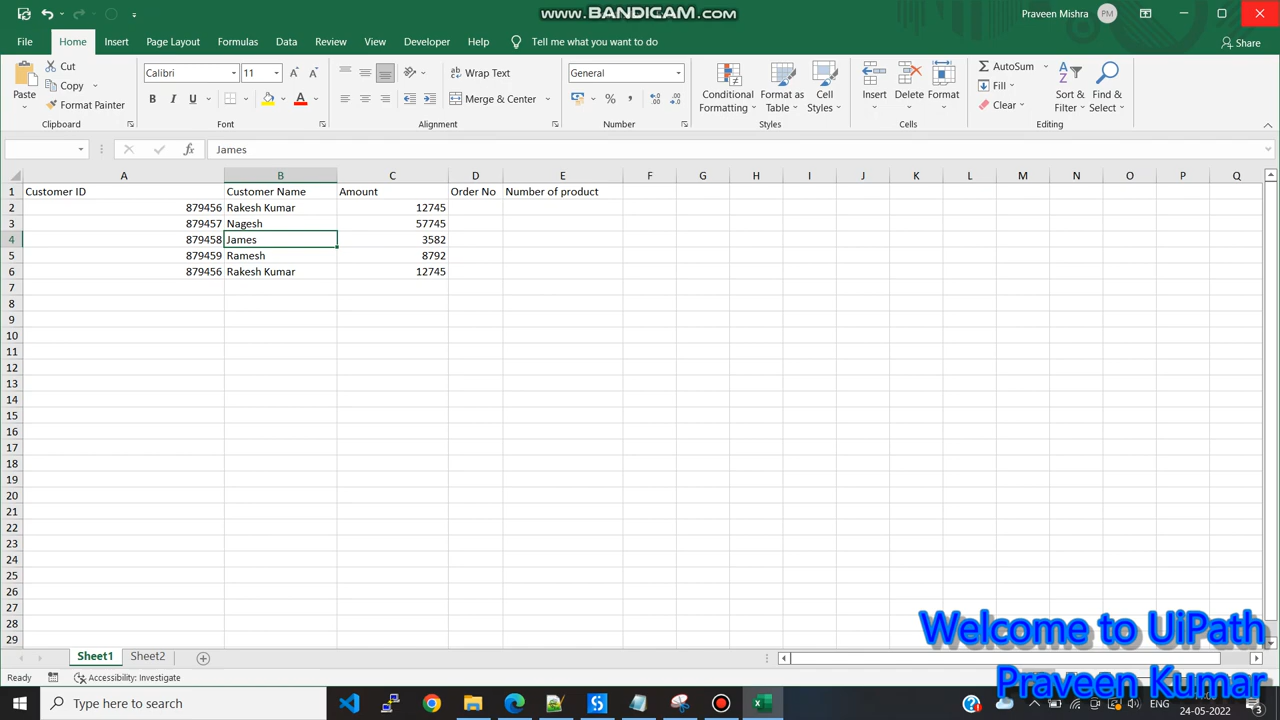 www.BANDICAM.com
Praveen Mishra PM
File Home Insert Page Layout Formulas Data Review View Developer Help Tell me what you want to do Share
Paste Cut Copy Format Painter
Clipboard
Calibri 11
B I U A
Font
Wrap Text
Merge & Center
Alignment
General
%
Number
Conditional Formatting
Format as Table
Cell Styles
Styles
Insert Delete Format
Cells
AutoSum
Fill
Clear
Sort & Filter
Find & Select
Editing
fx James
A B C D E F G H I J K L M N O P Q
1 Customer ID Customer Name Amount Order No Number of product
2 879456 Rakesh Kumar 12745
3 879457 Nagesh 57745
4 879458 James 3582
5 879459 Ramesh 8792
6 879456 Rakesh Kumar 12745
7
8
9
10
11
12
13
14
15
16
17
18
19
20
21
22
23
24
25
26
27
28
29
Welcome to UiPath
Sheet1 Sheet2
Ready Accessibility: Investigate
Praveen Kumar
Type here to search
ENG
24-05-2022
3